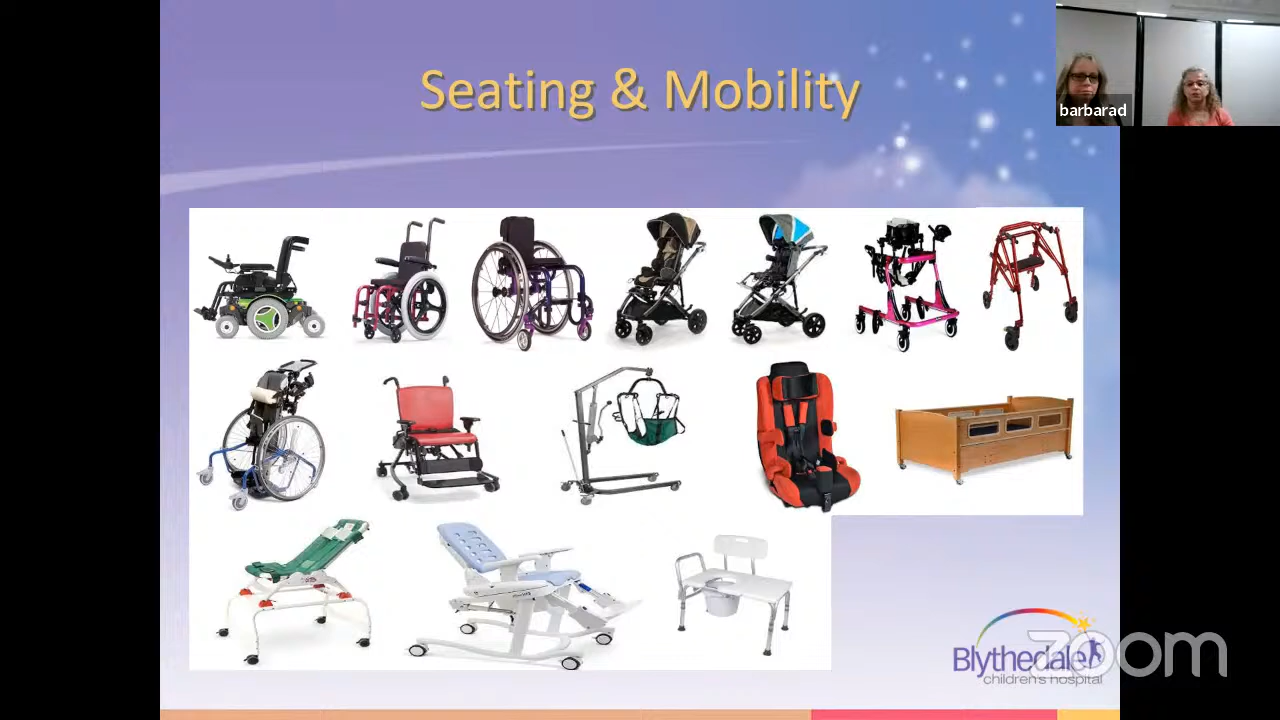 Seating & Mobility
barbarad
Blythedale
children's hospital
zoom